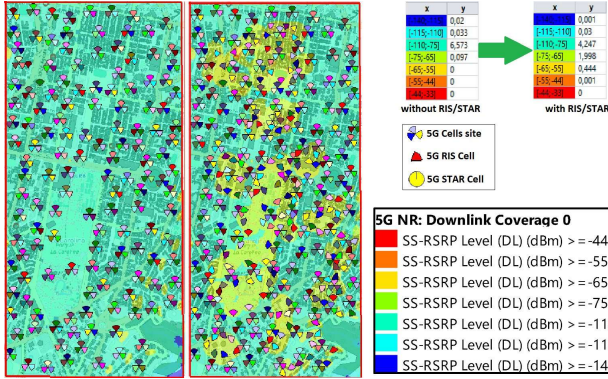 x y
[-140;-115] 0,02
[-115;-110] 0,033
[-110;-75] 6,573
[-75;-65] 0,097
[-65;-55] 0
[-55;-44] 0
[-44;-33] 0
without RIS/STAR
x y
[-140;-115] 0,001
[-115;-110] 0,03
[-110;-75] 4,247
[-75;-65] 1,998
[-65;-55] 0,444
[-55;-44] 0,001
[-44;-33] 0
with RIS/STAR
5G Cells site
5G RIS Cell
5G STAR Cell
5G NR: Downlink Coverage 0
SS-RSRP Level (DL) (dBm) >=-44
SS-RSRP Level (DL) (dBm) >=-55
SS-RSRP Level (DL) (dBm) >=-65
SS-RSRP Level (DL) (dBm) >=-75
SS-RSRP Level (DL) (dBm) >=-11
SS-RSRP Level (DL) (dBm) >=-11
SS-RSRP Level (DL) (dBm) >=-14